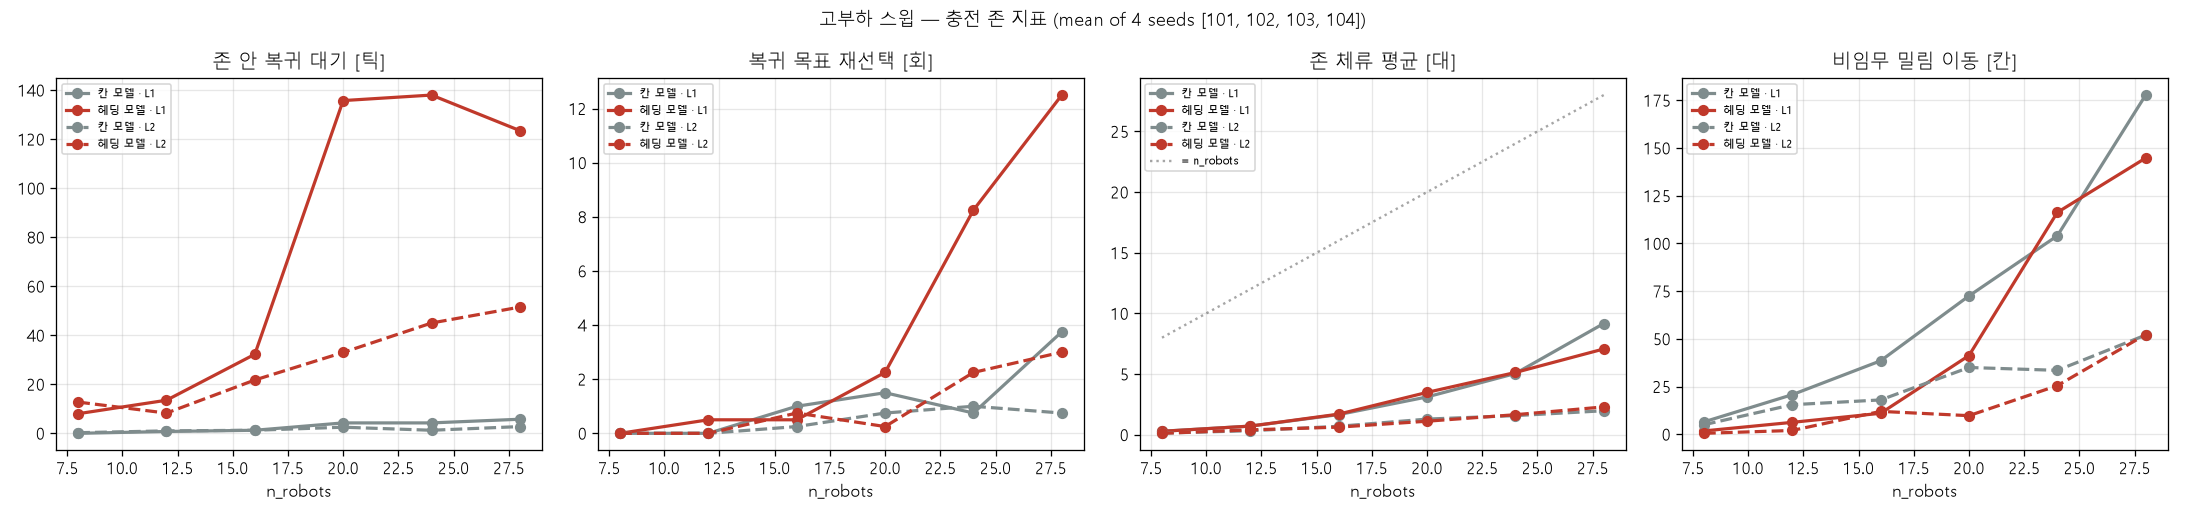 고부하 스윕 — 충전 존 지표 (mean of 4 seeds [101, 102, 103, 104])
존 안 복귀 대기 [틱]
140
120
100
80
60
40
20
0
7.5 10.0 12.5 15.0 17.5 20.0 22.5 25.0 27.5
n_robots
칸 모델 · L1
헤딩 모델 · L1
칸 모델 · L2
헤딩 모델 · L2
복귀 목표 재선택 [회]
12
10
8
6
4
2
0
7.5 10.0 12.5 15.0 17.5 20.0 22.5 25.0 27.5
n_robots
칸 모델 · L1
헤딩 모델 · L1
칸 모델 · L2
헤딩 모델 · L2
존 체류 평균 [대]
25
20
15
10
5
0
7.5 10.0 12.5 15.0 17.5 20.0 22.5 25.0 27.5
n_robots
칸 모델 · L1
헤딩 모델 · L1
칸 모델 · L2
헤딩 모델 · L2
= n_robots
비임무 밀림 이동 [칸]
175
150
125
100
75
50
25
0
7.5 10.0 12.5 15.0 17.5 20.0 22.5 25.0 27.5
n_robots
칸 모델 · L1
헤딩 모델 · L1
칸 모델 · L2
헤딩 모델 · L2